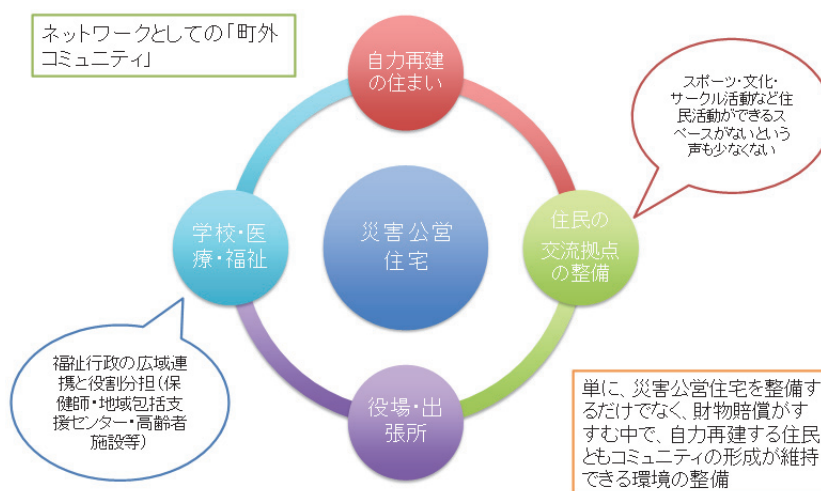 ネットワークとしての「町外
コミュニティ」
自力再建
の住まい
スポーツ・文化・
サークル活動など住
民活動ができるス
ペースがないという
声も少なくない
学校・医
療・福祉
災害公営
住宅
住民の
交流拠点
の整備
福祉行政の広域連
携と役割分担（保
健師・地域包括支
援センター・高齢者
施設等）
役場・出
張所
単に、災害公営住宅を整備す
るだけでなく、財物賠償がす
すむ中で、自力再建する住民
ともコミュニティの形成が維持
できる環境の整備